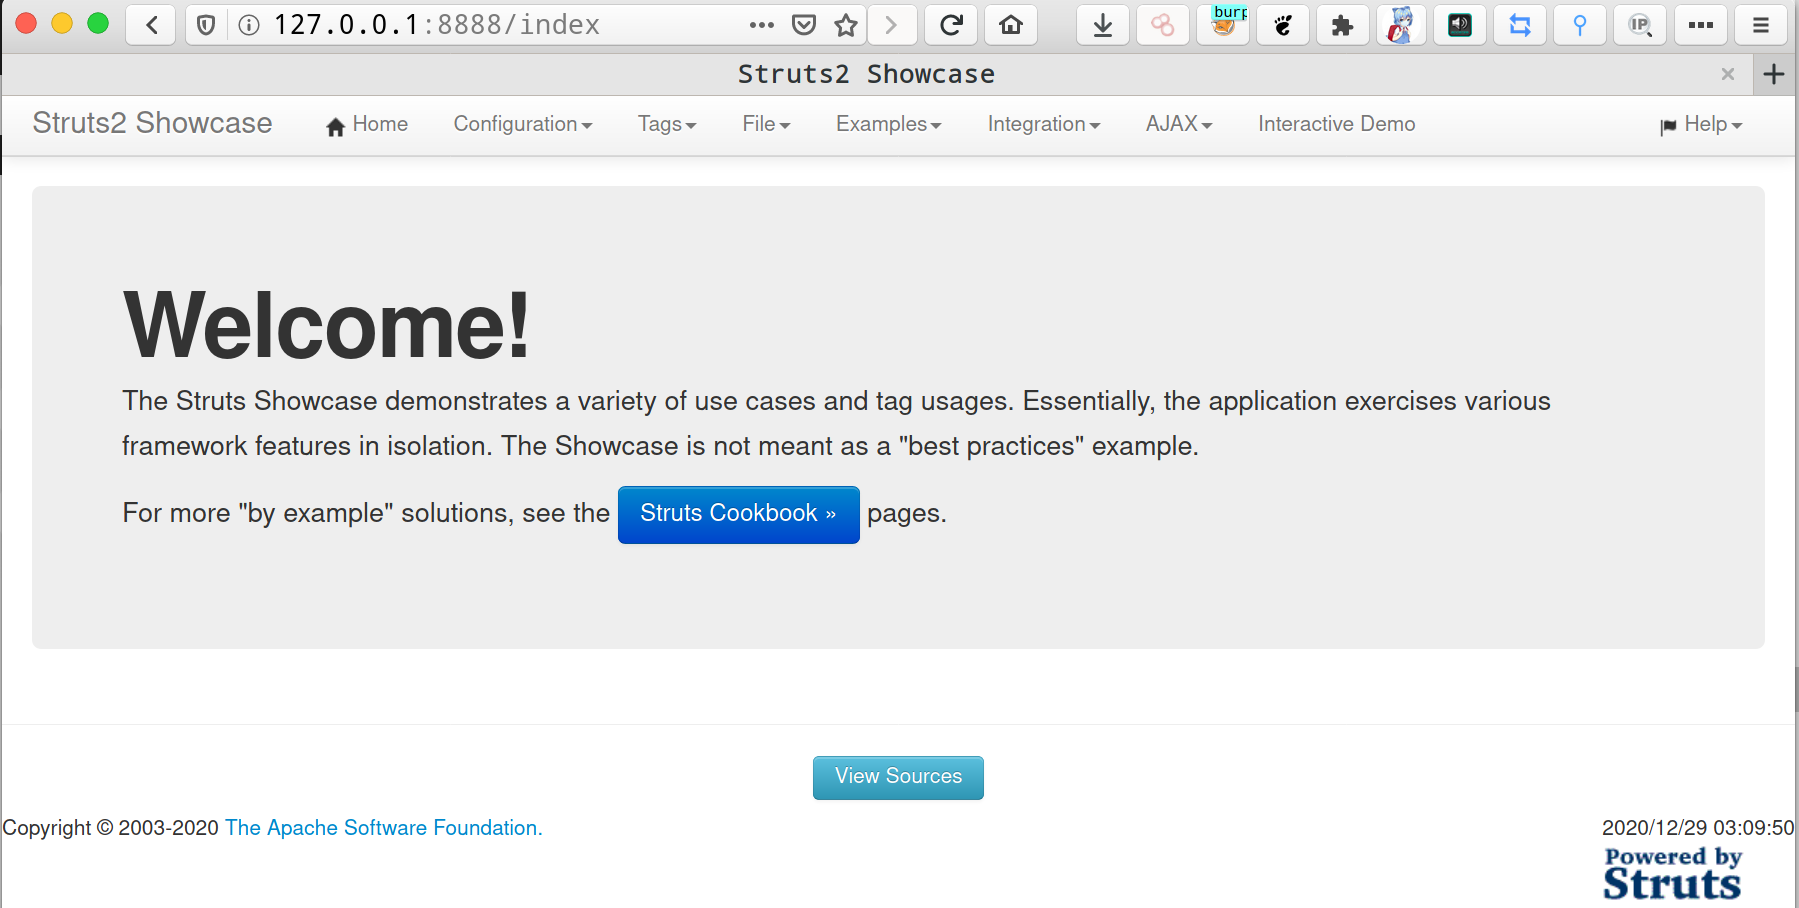 127.0.0.1:8888/index
burp
IP
Struts2 Showcase
Struts2 Showcase Home Configuration Tags File Examples Integration AJAX Interactive Demo Help
Welcome!
The Struts Showcase demonstrates a variety of use cases and tag usages. Essentially, the application exercises various
framework features in isolation. The Showcase is not meant as a "best practices" example.
For more "by example" solutions, see the Struts Cookbook » pages.
View Sources
Copyright © 2003-2020 The Apache Software Foundation.
2020/12/29 03:09:50
Powered by
Struts